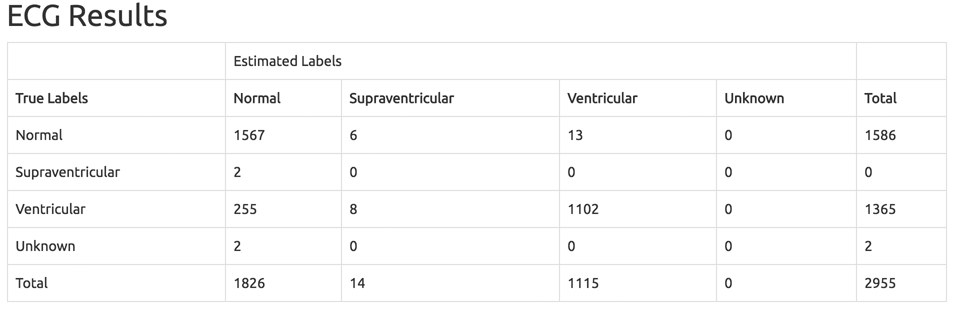 ECG Results
Estimated Labels
True Labels Normal Supraventricular Ventricular Unknown Total
Normal 1567 6 13 0 1586
Supraventricular 2 0 0 0 0
Ventricular 255 8 1102 0 1365
Unknown 2 0 0 0 2
Total 1826 14 1115 0 2955